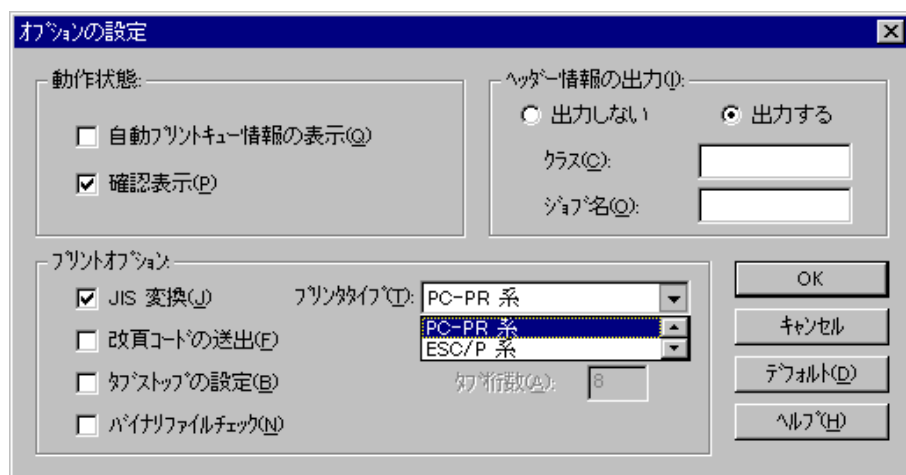 ｵﾌﾟｼｮﾝの設定
動作状態:
自動ﾌﾟﾘﾝﾄｷｭｰ情報の表示(Q)
確認表示(P)
ﾍｯﾀﾞｰ情報の出力(I):
出力しない
出力する
ｸﾗｽ(C):
ｼﾞｮﾌﾞ名(O):
ﾌﾟﾘﾝﾄｵﾌﾟｼｮﾝ:
JIS 変換(J)
ﾌﾟﾘﾝﾀﾀｲﾌﾟ(T):
PC-PR 系
PC-PR 系
ESC/P 系
改頁ｺｰﾄﾞの送出(F)
ﾀﾌﾞｽﾄｯﾌﾟの設定(B)
ﾀﾌﾞ桁数(A):
8
ﾊﾞｲﾅﾘﾌｧｲﾙﾁｪｯｸ(N)
OK
ｷｬﾝｾﾙ
ﾃﾞﾌｫﾙﾄ(D)
ﾍﾙﾌﾟ(H)